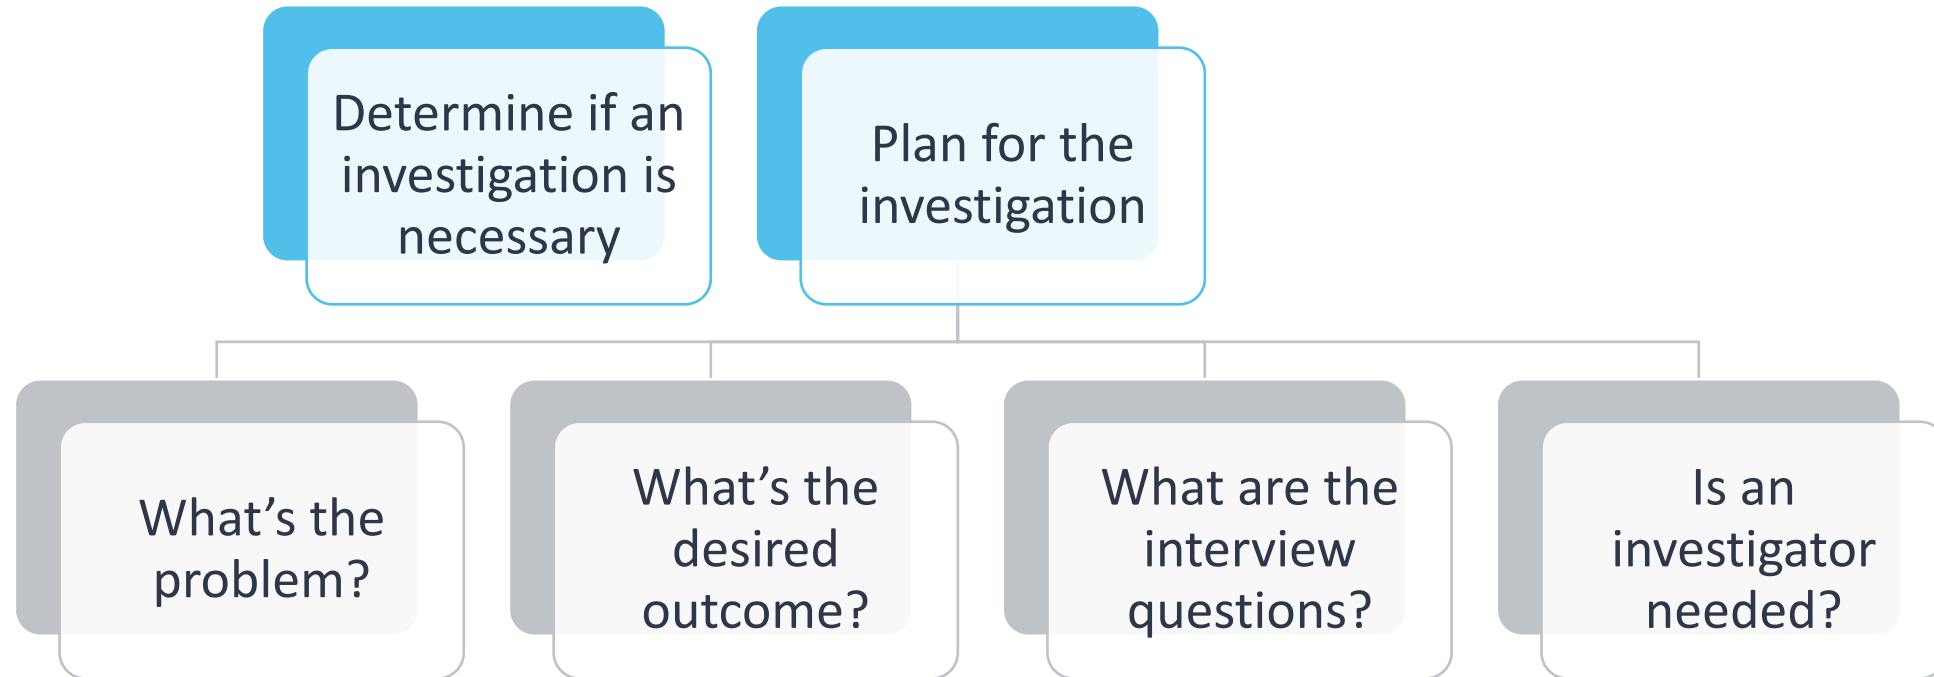 Determine if an
investigation is
necessary
Plan for the
investigation
What’s the
problem?
What’s the
desired
outcome?
What are the
interview
questions?
Is an
investigator
needed?